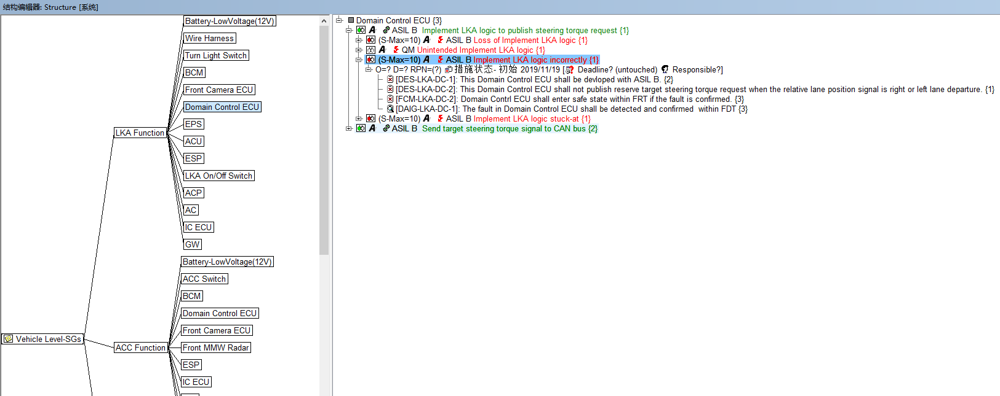 结构编辑器: Structure [系统]
Battery-LowVoltage(12V)
Wire Harness
Turn Light Switch
BCM
Front Camera ECU
Domain Control ECU
EPS
LKA Function
ACU
ESP
LKA On/Off Switch
ACP
AC
IC ECU
GW
Battery-LowVoltage(12V)
ACC Switch
BCM
Domain Control ECU
Front Camera ECU
Vehicle Level-SGs
ACC Function
Front MMW Radar
ESP
IC ECU
Domain Control ECU {3}
A ASIL B Implement LKA logic to publish steering torque request {1}
(S-Max=10) A ASIL B Loss of Implement LKA logic {1}
A QM Unintended Implement LKA logic {1}
(S-Max=10) A ASIL B Implement LKA logic incorrectly {1}
O=? D=? RPN=(?) 措施状态- 初始 2019/11/19 [ Deadline? (untouched) Responsible?]
[DES-LKA-DC-1]: This Domain Control ECU shall be devloped with ASIL B. {2}
[DES-LKA-DC-2]: This Domain Control ECU shall not publish reserve target steering torque request when the relative lane position signal is right or left lane departure. {1}
[FCM-LKA-DC-2]: Domain Contrl ECU shall enter safe state within FRT if the fault is confirmed. {3}
[DAIG-LKA-DC-1]: The fault in Domain Control ECU shall be detected and confirmed within FDT {3}
(S-Max=10) A ASIL B Implement LKA logic stuck-at {1}
A ASIL B Send target steering torque signal to CAN bus {2}